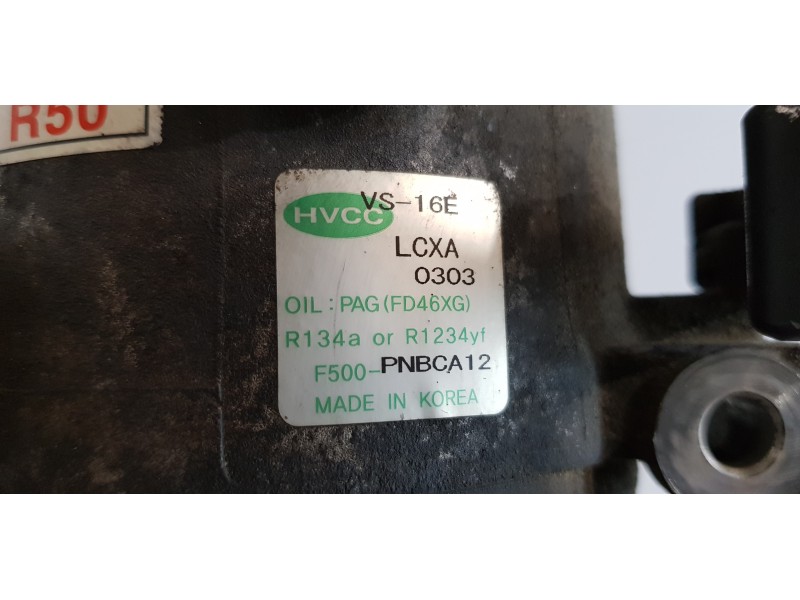 R50
HVCC VS-16E
LCXA
0303
OIL: PAG(FD46XG)
R134a or R1234yf
F500-PNBCA12
MADE IN KOREA